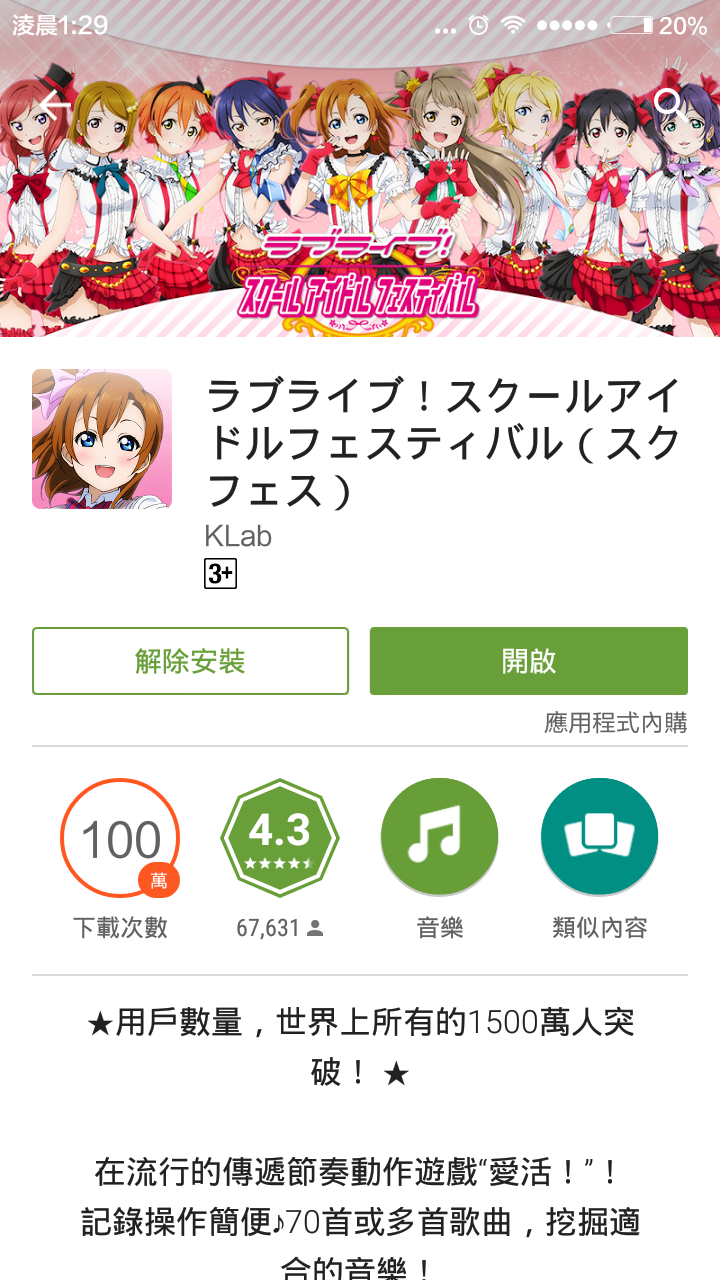 淩晨1:29
20%
ラブライブ!
スクールアイドルフェスティバル
ラブライブ！スクールアイ
ドルフェスティバル（スク
フェス）
KLab
3+
解除安裝
開啟
應用程式內購
100
萬
4.3
下載次數
67,631
音樂
類似內容
★用戶數量，世界上所有的1500萬人突
破！ ★
在流行的傳遞節奏動作遊戲“愛活！”！
記錄操作簡便♪70首或多首歌曲，挖掘適
合的音樂！